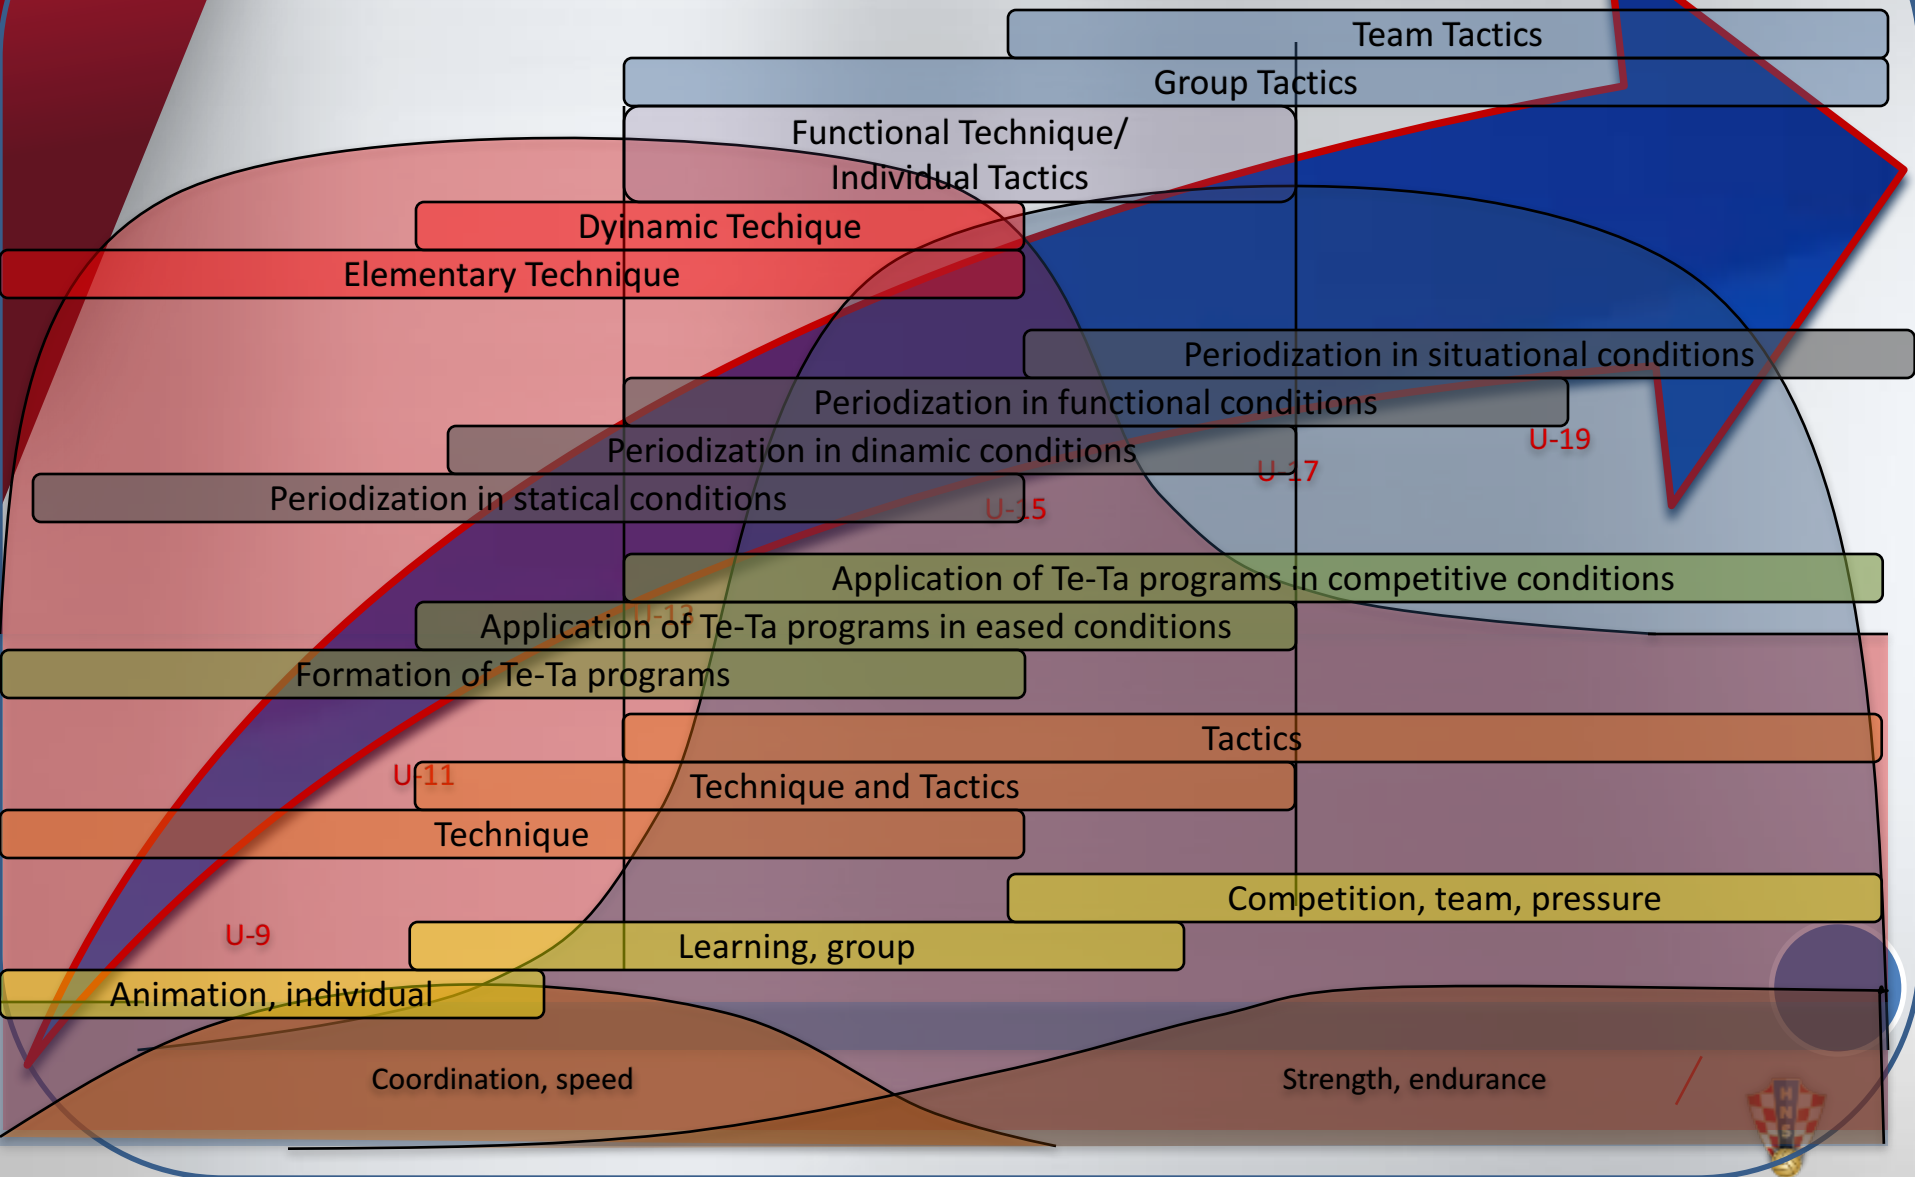 Team Tactics
Group Tactics
Functional Technique/
Individual Tactics
Dyinamic Techique
Elementary Technique
Periodization in situational conditions
Periodization in functional conditions
U-19
Periodization in dinamic conditions
U-17
Periodization in statical conditions
U-15
Application of Te-Ta programs in competitive conditions
U-13
Application of Te-Ta programs in eased conditions
Formation of Te-Ta programs
Tactics
U-11
Technique and Tactics
Technique
Competition, team, pressure
U-9
Learning, group
Animation, individual
Coordination, speed
Strength, endurance
/
HNS